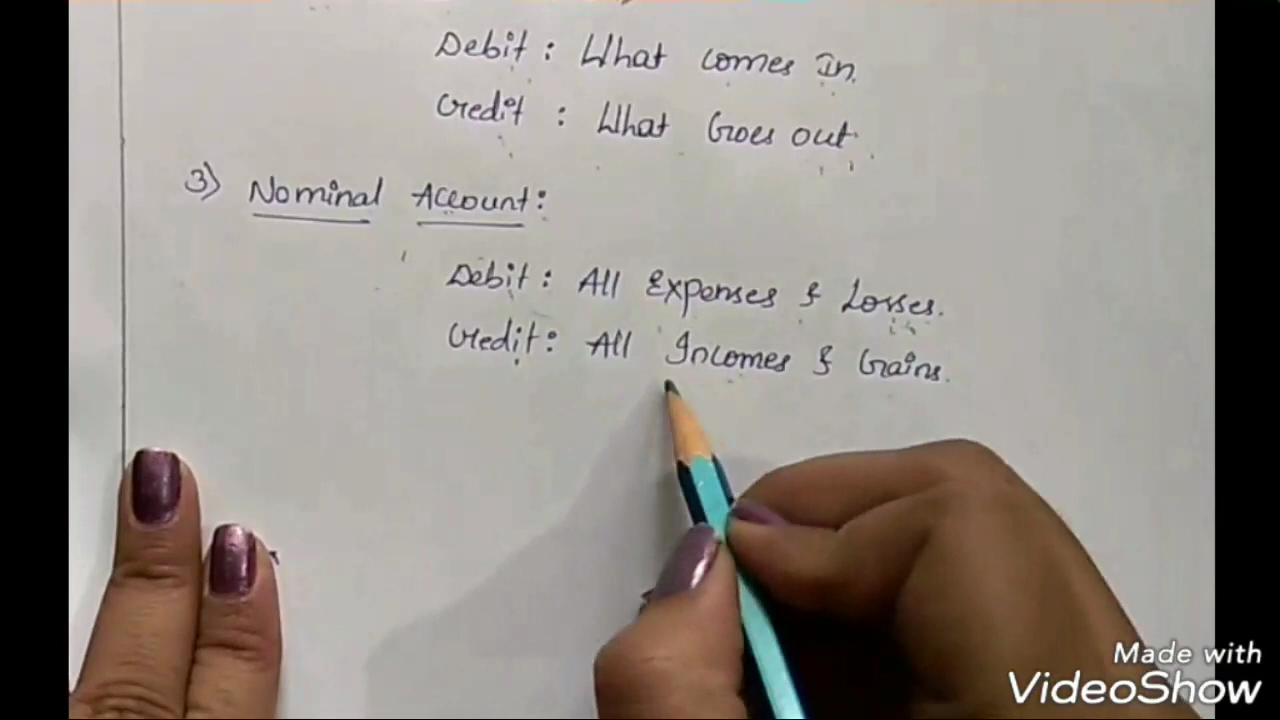 Debit : What comes In.
Credit : What Goes out.
3) Nominal Account :
Debit : All Expenses & Losses.
Credit : All Incomes & Gains.
Made with
VideoShow